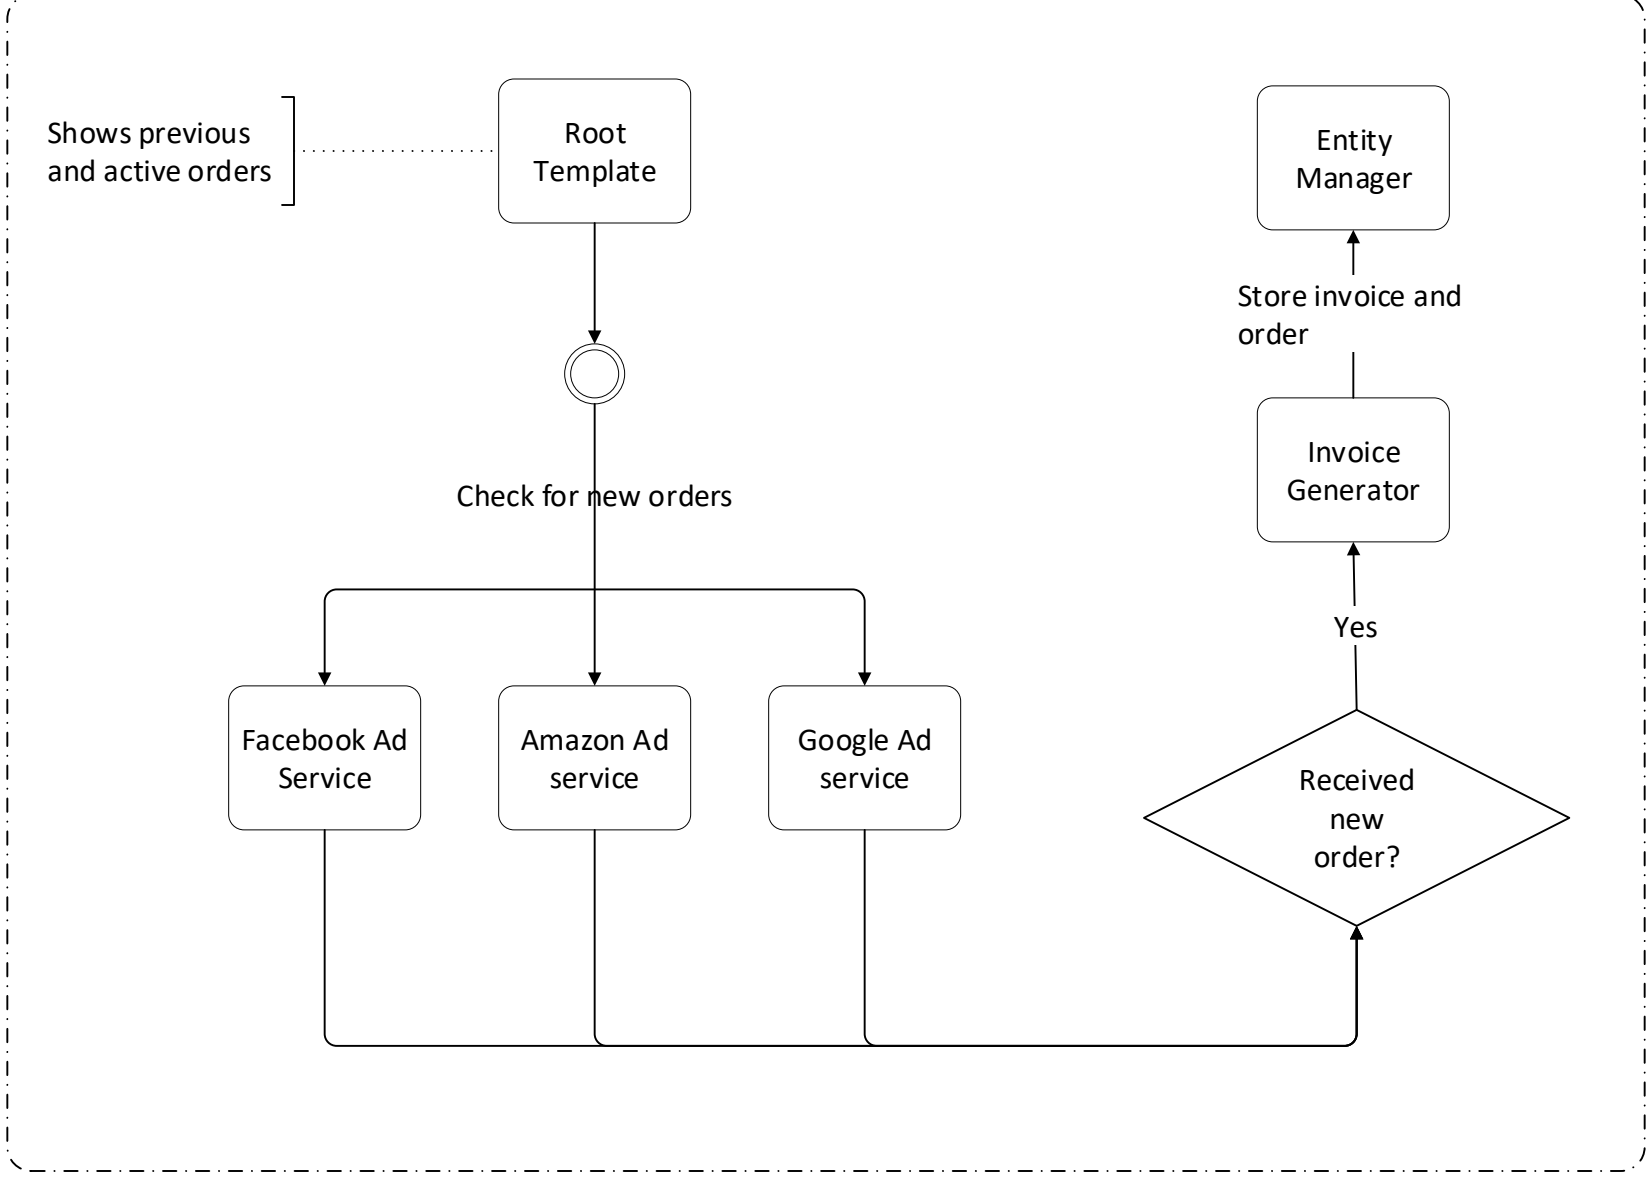 Shows previous
and active orders
Root
Template
Entity
Manager
Store invoice and
order
Invoice
Generator
Check for new orders
Yes
Facebook Ad
Service
Amazon Ad
service
Google Ad
service
Received
new
order?